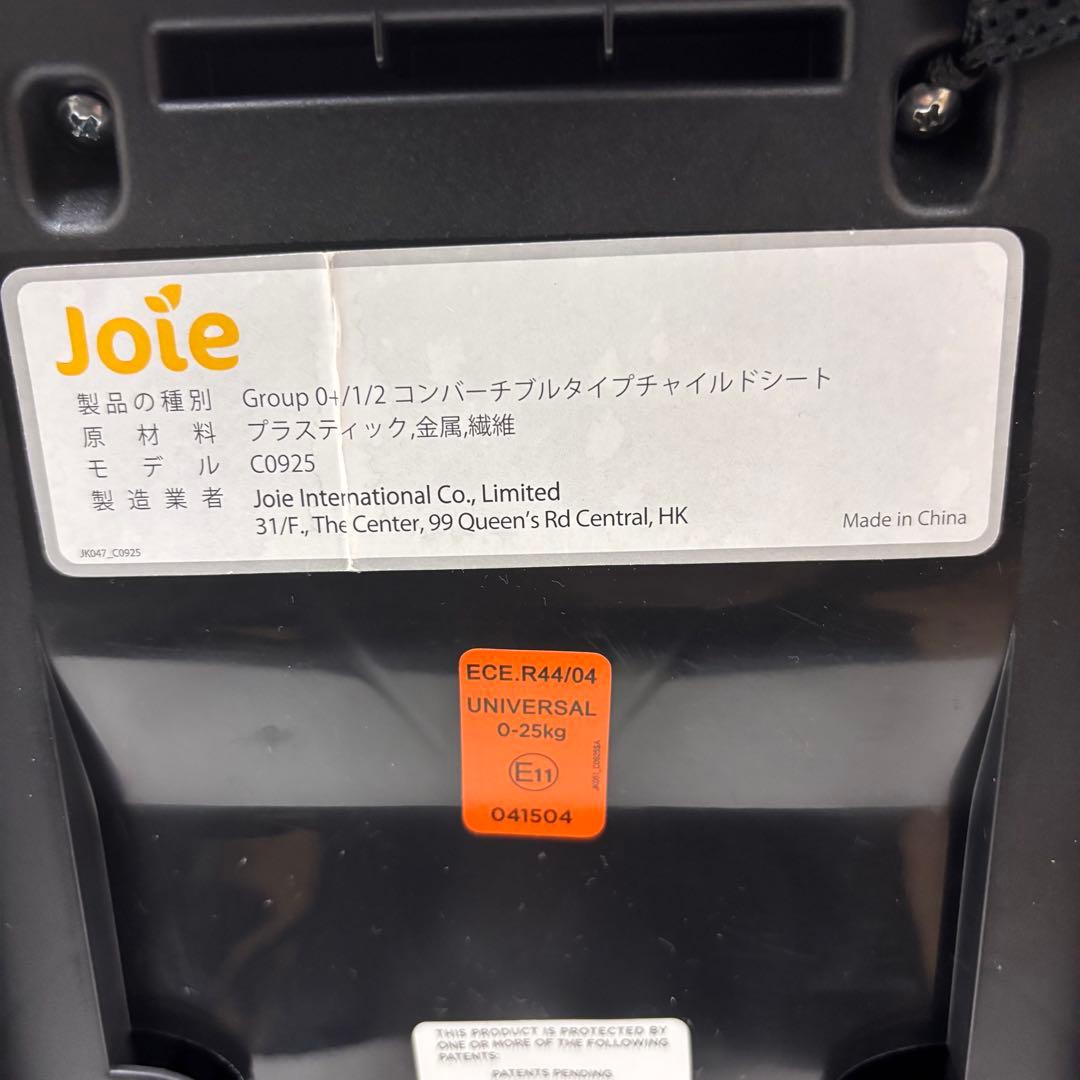 Joie
製品の種別 Group 0+/1/2 コンバーチブルタイプチャイルドシート
原材料 プラスティック,金属,繊維
モデル C0925
製造業者 Joie International Co., Limited
31/F., The Center, 99 Queen's Rd Central, HK
Made in China
JK047_C0925
ECE.R44/04
UNIVERSAL
0-25kg
E11
041504
THIS PRODUCT IS PROTECTED BY
ONE OR MORE OF THE FOLLOWING
PATENTS:
PATENTS PENDING